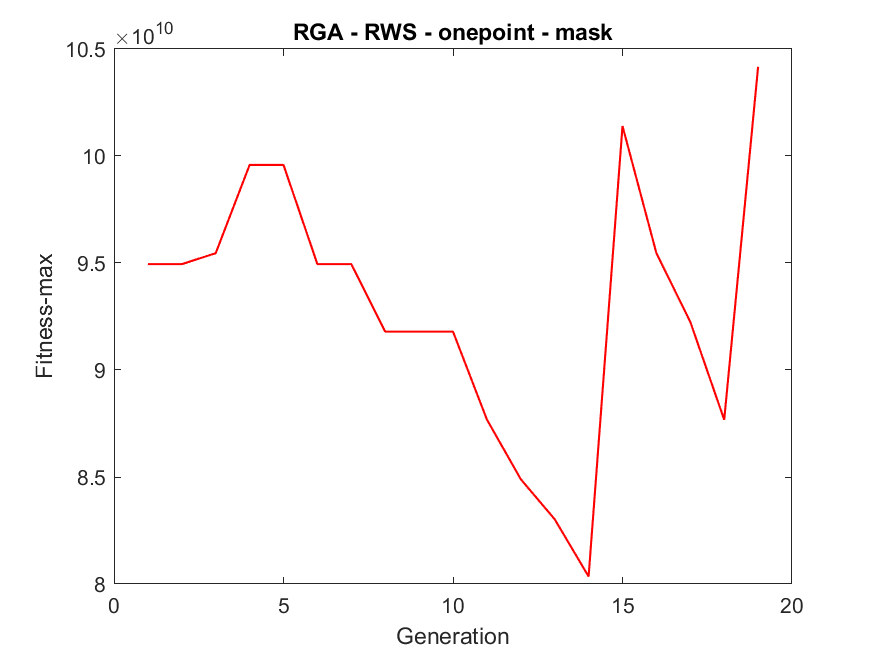 RGA - RWS - onepoint - mask
×10^10
10.5
10
9.5
9
8.5
8
Fitness-max
0 5 10 15 20
Generation